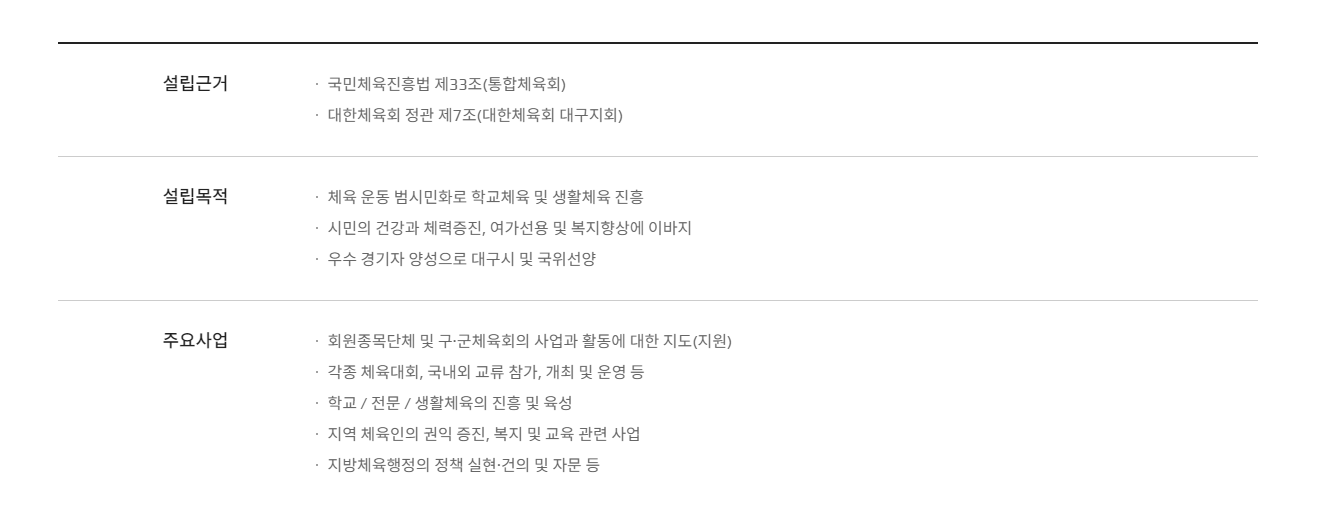 설립근거
· 국민체육진흥법 제33조(통합체육회)
· 대한체육회 정관 제7조(대한체육회 대구지회)
설립목적
· 체육 운동 범시민화로 학교체육 및 생활체육 진흥
· 시민의 건강과 체력증진, 여가선용 및 복지향상에 이바지
· 우수 경기자 양성으로 대구시 및 국위선양
주요사업
· 회원종목단체 및 구·군체육회의 사업과 활동에 대한 지도(지원)
· 각종 체육대회, 국내외 교류 참가, 개최 및 운영 등
· 학교 / 전문 / 생활체육의 진흥 및 육성
· 지역 체육인의 권익 증진, 복지 및 교육 관련 사업
· 지방체육행정의 정책 실현·건의 및 자문 등